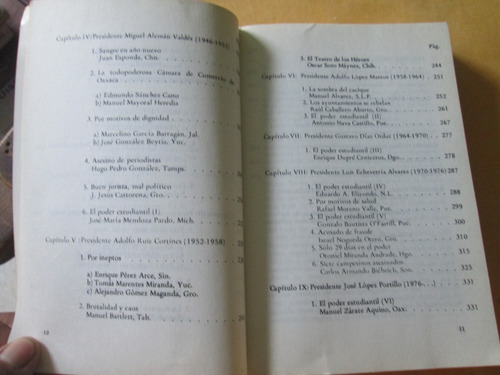 Capítulo IV: Presidente Miguel Alemán Valdés (1946-1952)
1. Sangre en año nuevo
Juan Esponda, Chn.
2. La todopoderosa Cámara de Comercio de
Oaxaca
a) Edmundo Sánchez Cano
b) Manuel Mayoral Heredia
3. Por motivos de dignidad
a) Marcelino García Barragán, Jal.
b) José González Beytia, Yuc.
4. Asesino de periodistas
Hugo Pedro González, Tamps.
5. Buen jurista, mal político
J. Jesús Castorena, Gto.
6. El poder estudiantil (I)
José María Mendoza Pardo, Mich.
Capítulo V: Presidente Adolfo Ruiz Cortines (1952-1958)
1. Por ineptos
a) Enrique Pérez Arce, Sin.
b) Tomás Marentes Miranda, Yuc.
c) Alejandro Gómez Maganda, Gro.
2. Brutalidad y caos
Manuel Bartlett, Tab.
10
Pág.
3. El Teatro de los Héroes
Oscar Soto Máynez, Chih. 244
Capítulo VI: Presidente Adolfo López Mateos (1958-1964) 251
1. La sombra del cacique
Manuel Alvarez, S.L.P. 252
2. Los ayuntamientos se rebelan
Raúl Caballero Aburto, Gro. 261
3. El poder estudiantil (II)
Antonio Nava Castillo, Pue. 267
Capítulo VII: Presidente Gustavo Díaz Ordaz (1964-1970) 277
1. El poder estudiantil (III)
Enrique Dupré Ceniceros, Dgo. 278
Capítulo VIII: Presidente Luis Echeverría Alvarez (1970-1976) 287
1. El poder estudiantil (IV)
Eduardo A. Elizondo, N.L. 288
2. Por motivos de salud
Rafael Moreno Valle, Pue. 299
3. El poder estudiantil (V)
Gonzalo Bautista O'Farrill, Pue. 300
4. Acusado de fraude
Israel Nogueda Otero, Gro. 310
5. Sólo 29 días en el poder
Otoniel Miranda Andrade, Hgo. 315
6. Siete campesinos asesinados
Carlos Armando Biébrich, Son. 325
Capítulo IX: Presidente José López Portillo (1976-...) 331
1. El poder estudiantil (VI)
Manuel Zárate Aquino, Oax. 331
11